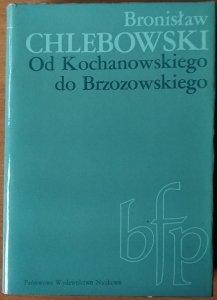 Bronisław
CHLEBOWSKI
Od Kochanowskiego
do Brzozowskiego
bfp
Państwowe Wydawnictwo Naukowe